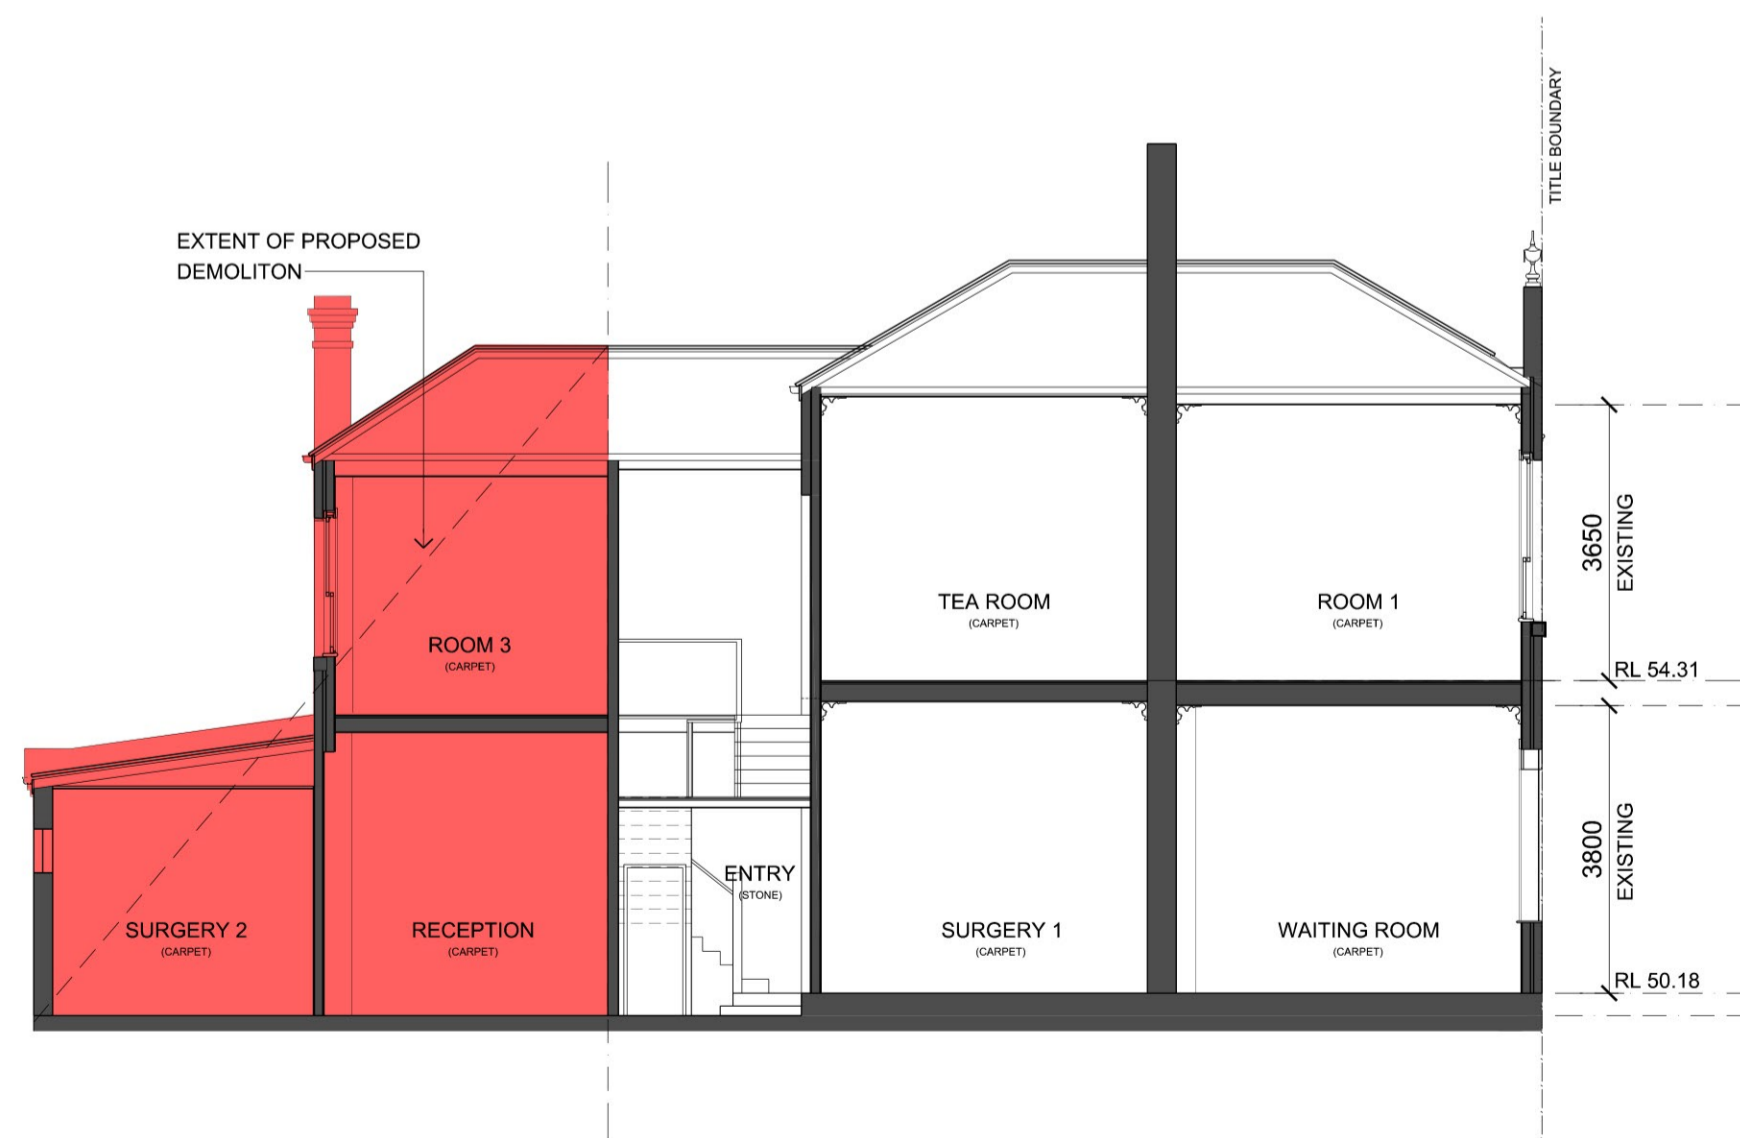 TITLE BOUNDARY
EXTENT OF PROPOSED
DEMOLITON
3650
EXISTING
TEA ROOM
(CARPET)
ROOM 1
(CARPET)
ROOM 3
(CARPET)
RL 54.31
3800
EXISTING
ENTRY
(STONE)
SURGERY 2
(CARPET)
RECEPTION
(CARPET)
SURGERY 1
(CARPET)
WAITING ROOM
(CARPET)
RL 50.18